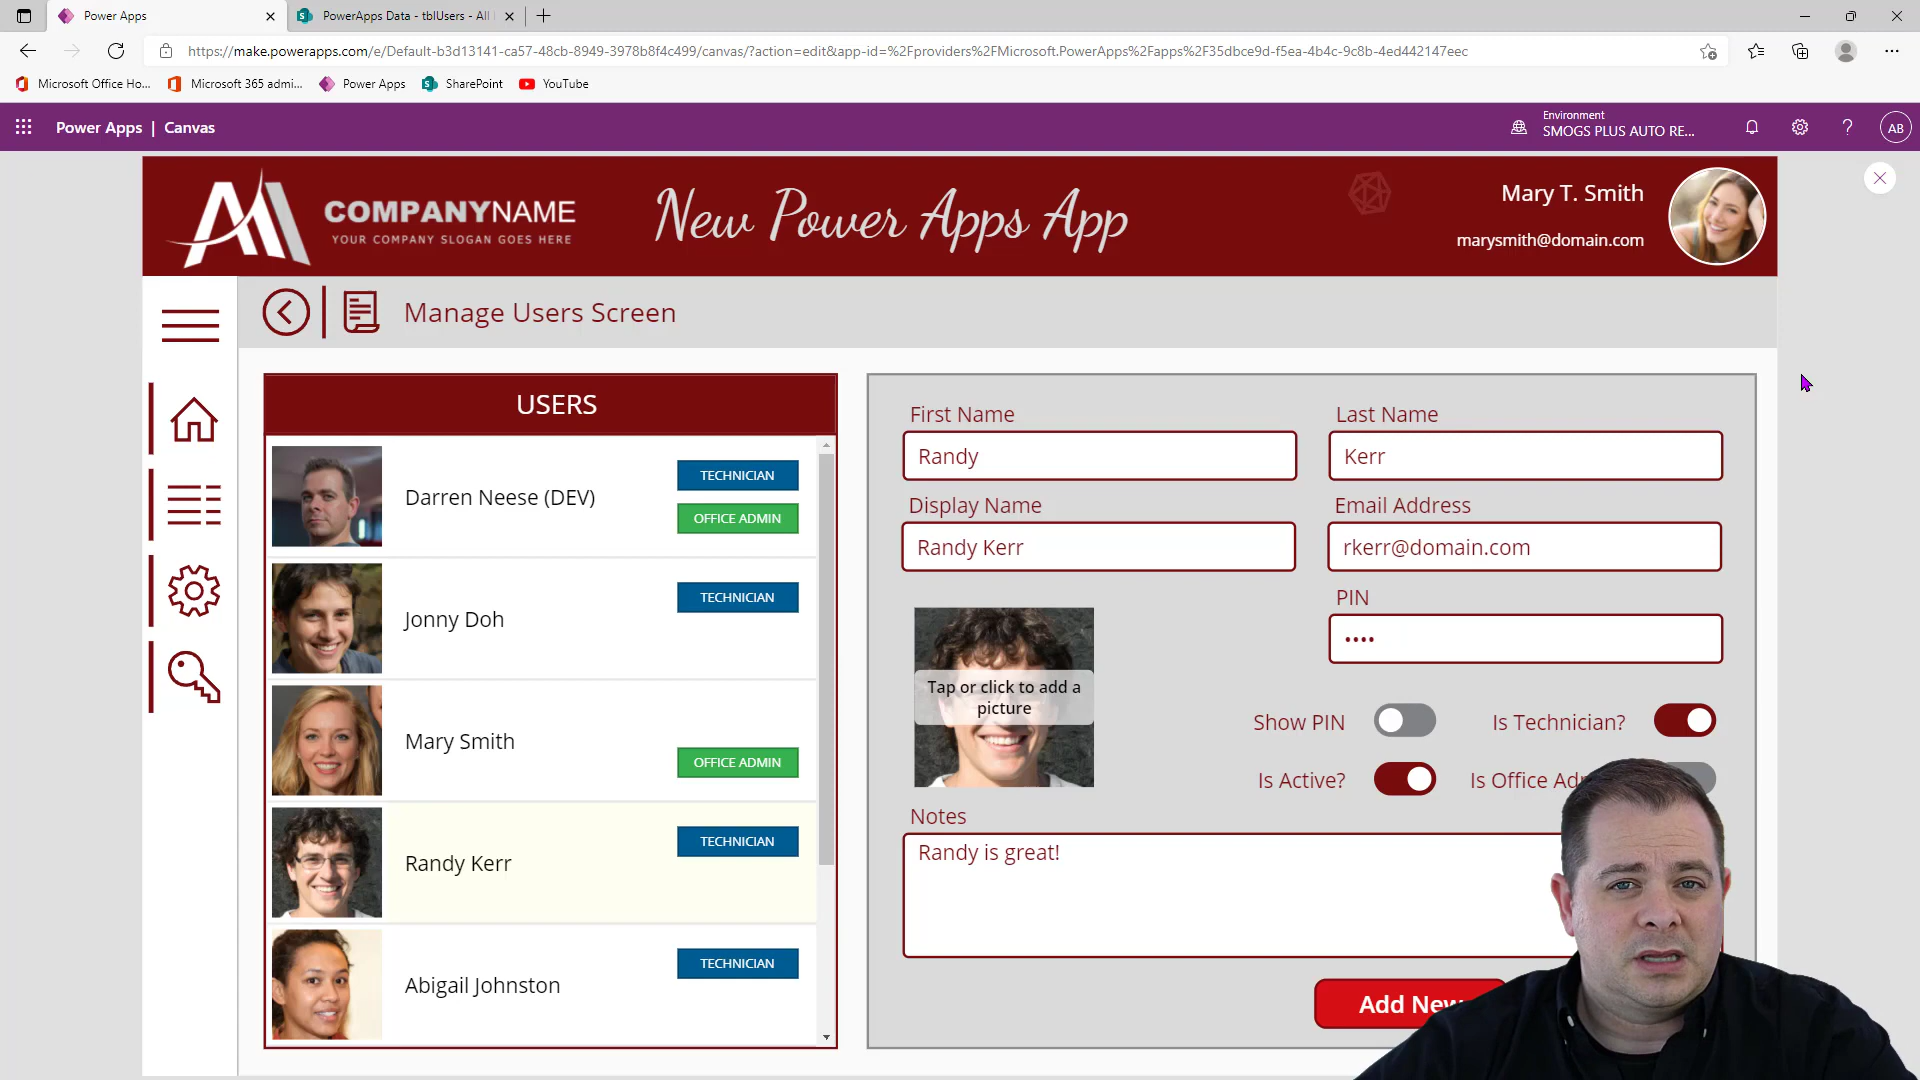 Power Apps
PowerApps Data - tblUsers - All
https://make.powerapps.com/e/Default-b3d13141-ca57-48cb-8949-3978b8f4c499/canvas/?action=edit&app-id=%2Fproviders%2FMicrosoft.PowerApps%2Fapps%2F35dbce9d-f5ea-4b4c-9c8b-4ed442147eec
Microsoft Office Ho...
Microsoft 365 admi...
Power Apps
SharePoint
YouTube
Power Apps | Canvas
Environment
SMOGS PLUS AUTO RE...
AB
COMPANYNAME
YOUR COMPANY SLOGAN GOES HERE
New Power Apps App
Mary T. Smith
marysmith@domain.com
Manage Users Screen
USERS
Darren Neese (DEV)
TECHNICIAN
OFFICE ADMIN
Jonny Doh
TECHNICIAN
Mary Smith
OFFICE ADMIN
Randy Kerr
TECHNICIAN
Abigail Johnston
TECHNICIAN
First Name
Randy
Last Name
Kerr
Display Name
Randy Kerr
Email Address
rkerr@domain.com
PIN
••••
Tap or click to add a
picture
Show PIN
Is Technician?
Is Active?
Is Office Ad
Notes
Randy is great!
Add New